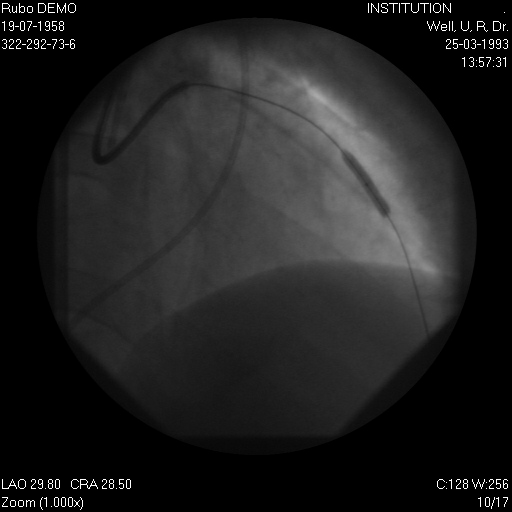 Rubo DEMO
INSTITUTION .
19-07-1958
Well, U, R, Dr.
322-292-73-6
25-03-1993
13:57:31
LAO 29.80 CRA 28.50
C:128 W:256
Zoom (1.000x)
10/17